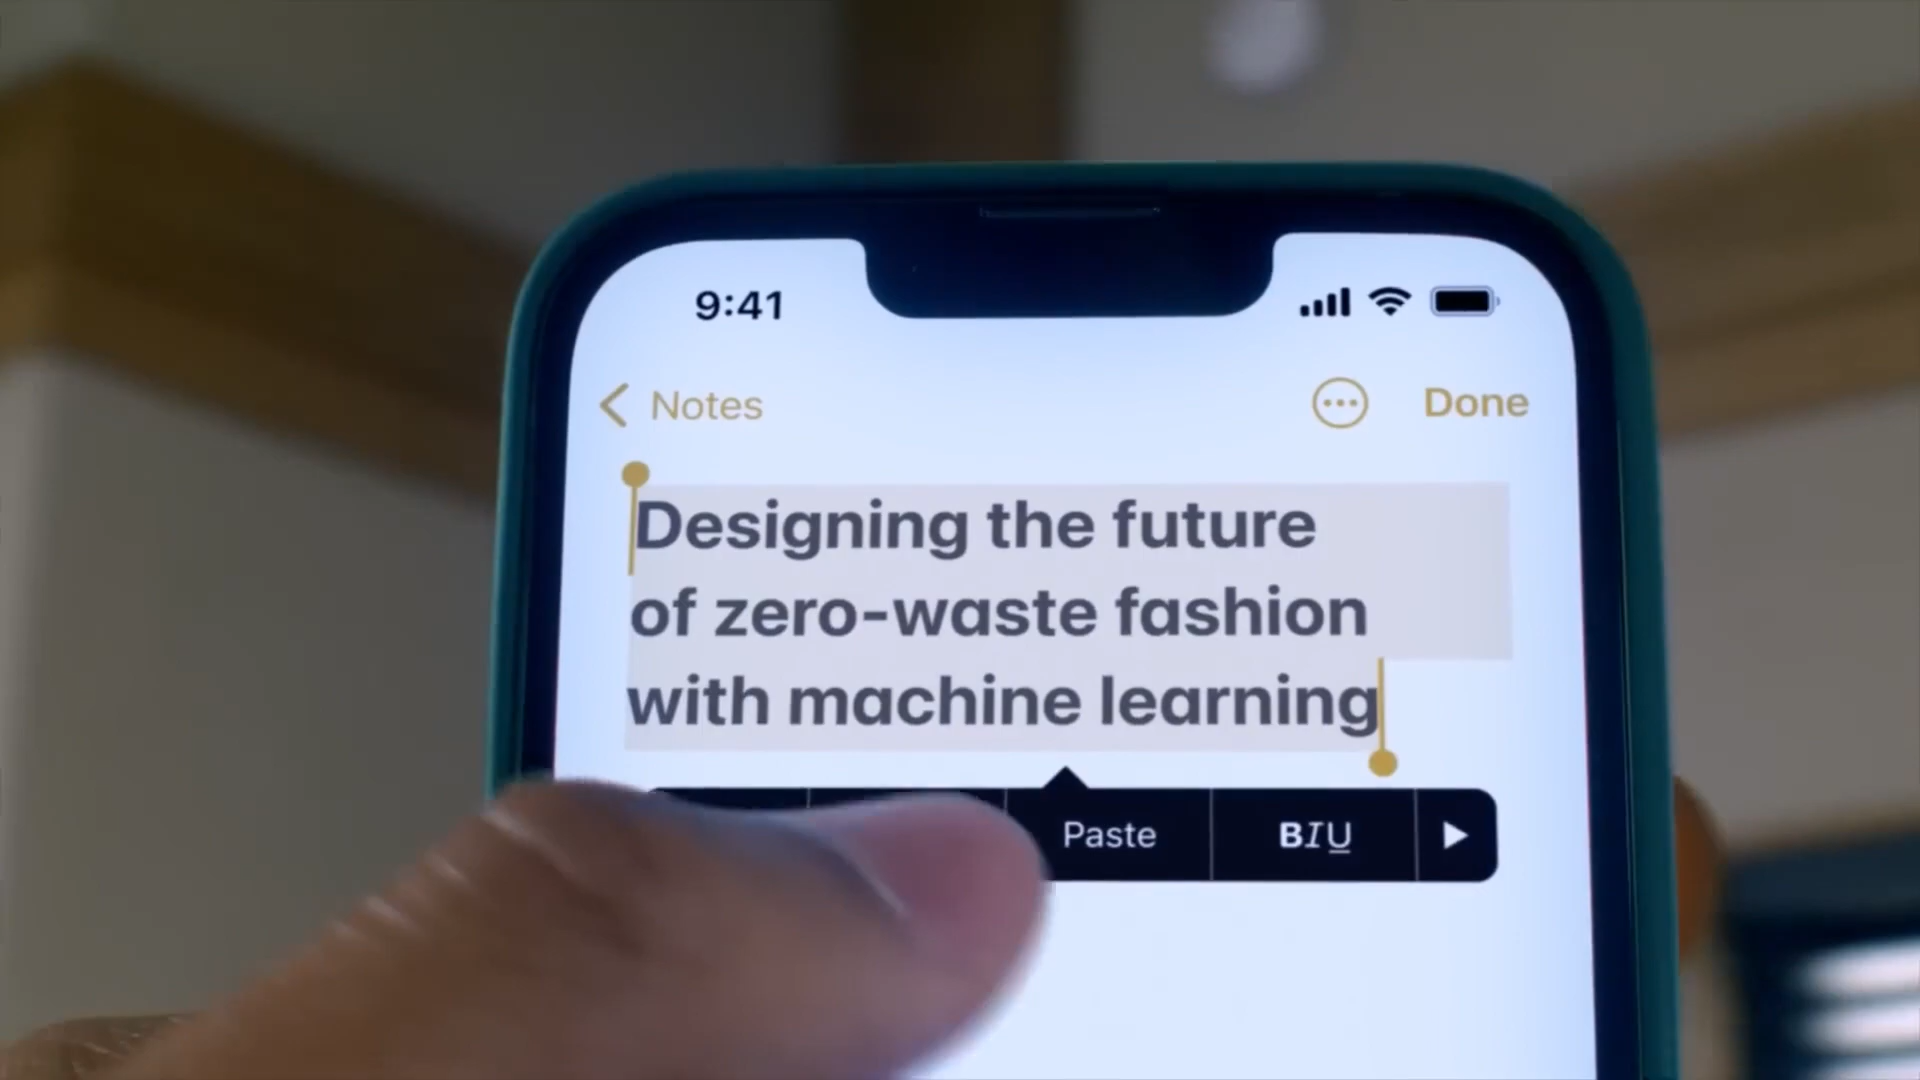 9:41
Notes
Done
Designing the future
of zero-waste fashion
with machine learning
Paste
BIU